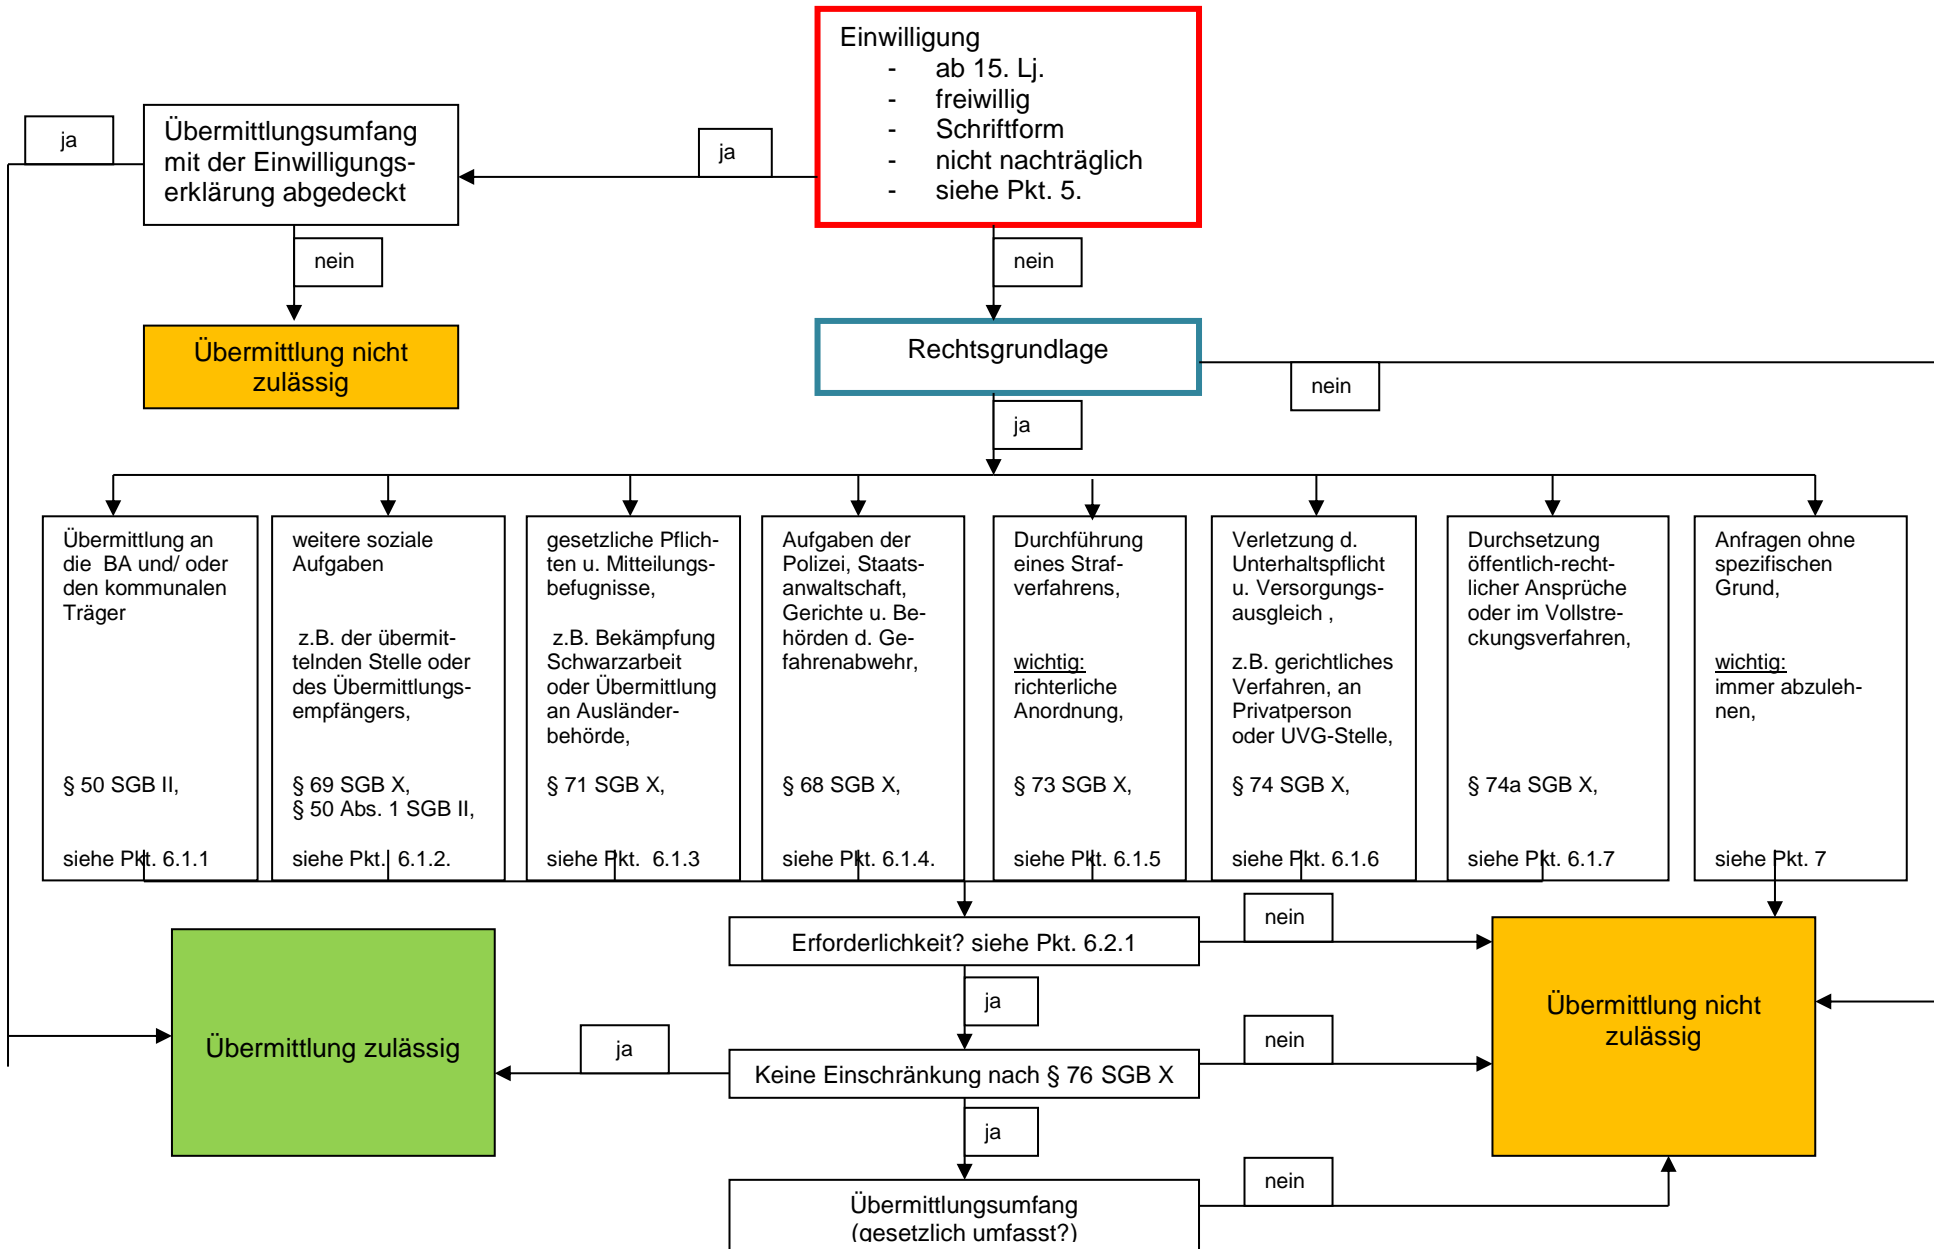 Einwilligung
- ab 15. Lj.
- freiwillig
- Schriftform
- nicht nachträglich
- siehe Pkt. 5.
ja
Übermittlungsumfang
mit der Einwilligungs-
erklärung abgedeckt
ja
nein
nein
Übermittlung nicht
zulässig
Rechtsgrundlage
nein
ja
Übermittlung an
die BA und/ oder
den kommunalen
Träger
§ 50 SGB II,
siehe Pkt. 6.1.1
weitere soziale
Aufgaben
z.B. der übermit-
telnden Stelle oder
des Übermittlungs-
empfängers,
§ 69 SGB X,
§ 50 Abs. 1 SGB II,
siehe Pkt. 6.1.2.
gesetzliche Pflich-
ten u. Mitteilungs-
befugnisse,
z.B. Bekämpfung
Schwarzarbeit
oder Übermittlung
an Ausländer-
behörde,
§ 71 SGB X,
siehe Pkt. 6.1.3
Aufgaben der
Polizei, Staats-
anwaltschaft,
Gerichte u. Be-
hörden d. Ge-
fahrenabwehr,
§ 68 SGB X,
siehe Pkt. 6.1.4.
Durchführung
eines Straf-
verfahrens,
wichtig:
richterliche
Anordnung,
§ 73 SGB X,
siehe Pkt. 6.1.5
Verletzung d.
Unterhaltspflicht
u. Versorgungs-
ausgleich ,
z.B. gerichtliches
Verfahren, an
Privatperson
oder UVG-Stelle,
§ 74 SGB X,
siehe Pkt. 6.1.6
Durchsetzung
öffentlich-recht-
licher Ansprüche
oder im Vollstre-
ckungsverfahren,
§ 74a SGB X,
siehe Pkt. 6.1.7
Anfragen ohne
spezifischen
Grund,
wichtig:
immer abzuleh-
nen,
siehe Pkt. 7
Erforderlichkeit? siehe Pkt. 6.2.1
nein
ja
Übermittlung zulässig
ja
Keine Einschränkung nach § 76 SGB X
nein
Übermittlung nicht
zulässig
ja
Übermittlungsumfang
(gesetzlich umfasst?)
nein